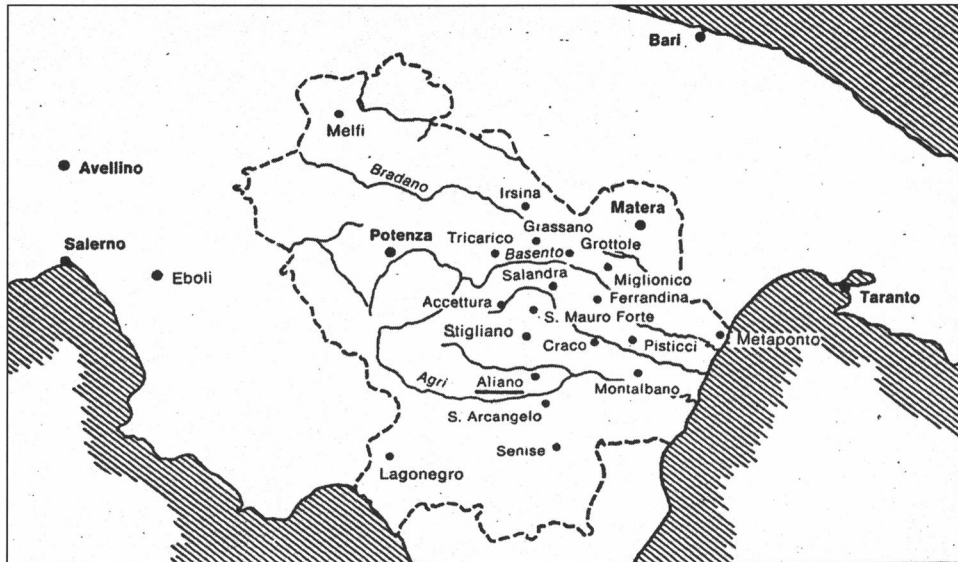 Bari
Melfi
Avellino
Bradano
Irsina
Matera
Grassano
Salerno
Potenza
Tricarico
Basento
Grottole
Eboli
Salandra
Miglionico
Accettura
Ferrandina
Taranto
S. Mauro Forte
Stigliano
Craco
Pisticci
Metaponto
Agri
Aliano
Montalbano
S. Arcangelo
Senise
Lagonegro